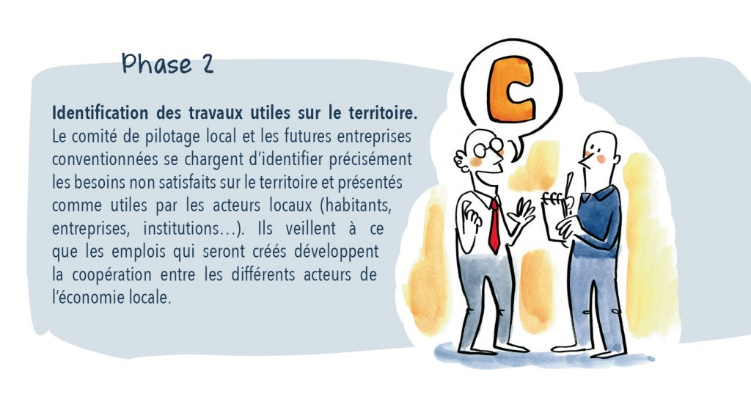 Phase 2
Identification des travaux utiles sur le territoire.
Le comité de pilotage local et les futures entreprises
conventionnées se chargent d'identifier précisément
les besoins non satisfaits sur le territoire et présentés
comme utiles par les acteurs locaux (habitants,
entreprises, institutions...). Ils veillent à ce
que les emplois qui seront créés développent
la coopération entre les différents acteurs de
l'économie locale.
C